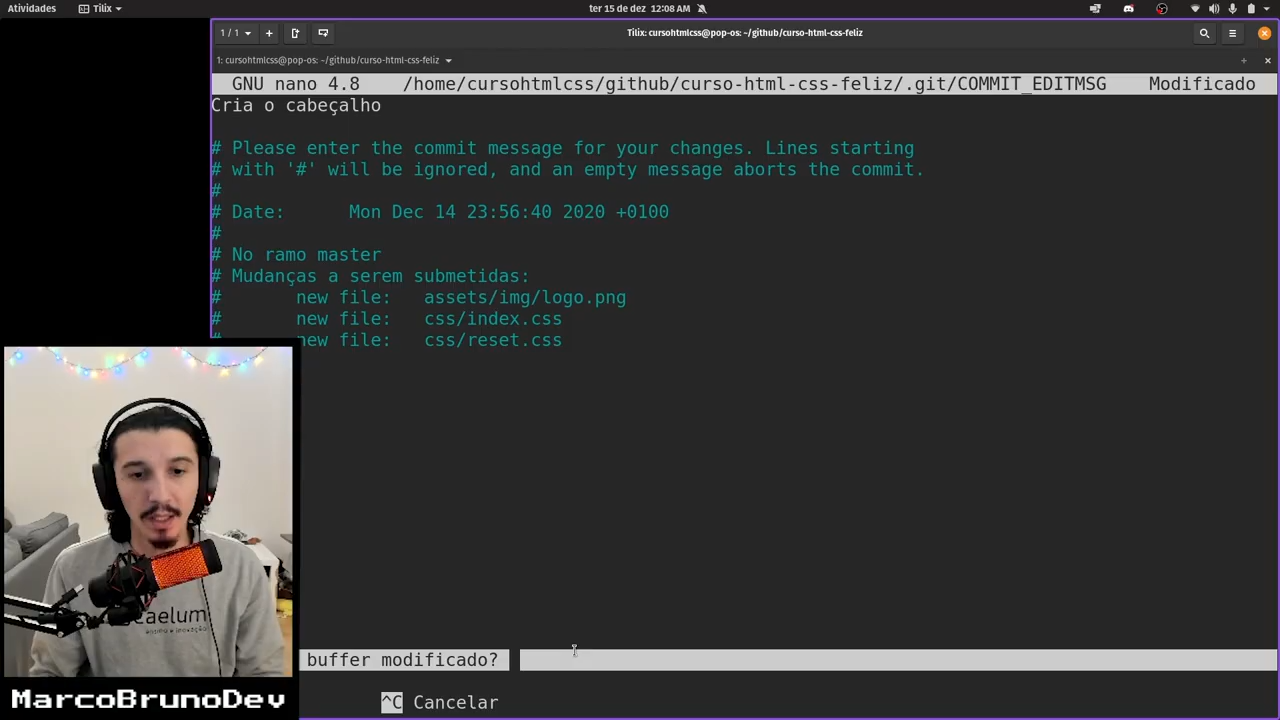 Atividades Tilix ter 15 de dez 12:08 AM
1 / 1 Tilix: cursohtmlcss@pop-os: ~/github/curso-html-css-feliz
1: cursohtmlcss@pop-os: ~/github/curso-html-css-feliz
GNU nano 4.8 /home/cursohtmlcss/github/curso-html-css-feliz/.git/COMMIT_EDITMSG Modificado
Cria o cabeçalho
# Please enter the commit message for your changes. Lines starting
# with '#' will be ignored, and an empty message aborts the commit.
#
# Date: Mon Dec 14 23:56:40 2020 +0100
#
# No ramo master
# Mudanças a serem submetidas:
# new file: assets/img/logo.png
# new file: css/index.css
# new file: css/reset.css
caelum
ensino e inovação
buffer modificado?
MarcoBrunoDev
^C Cancelar